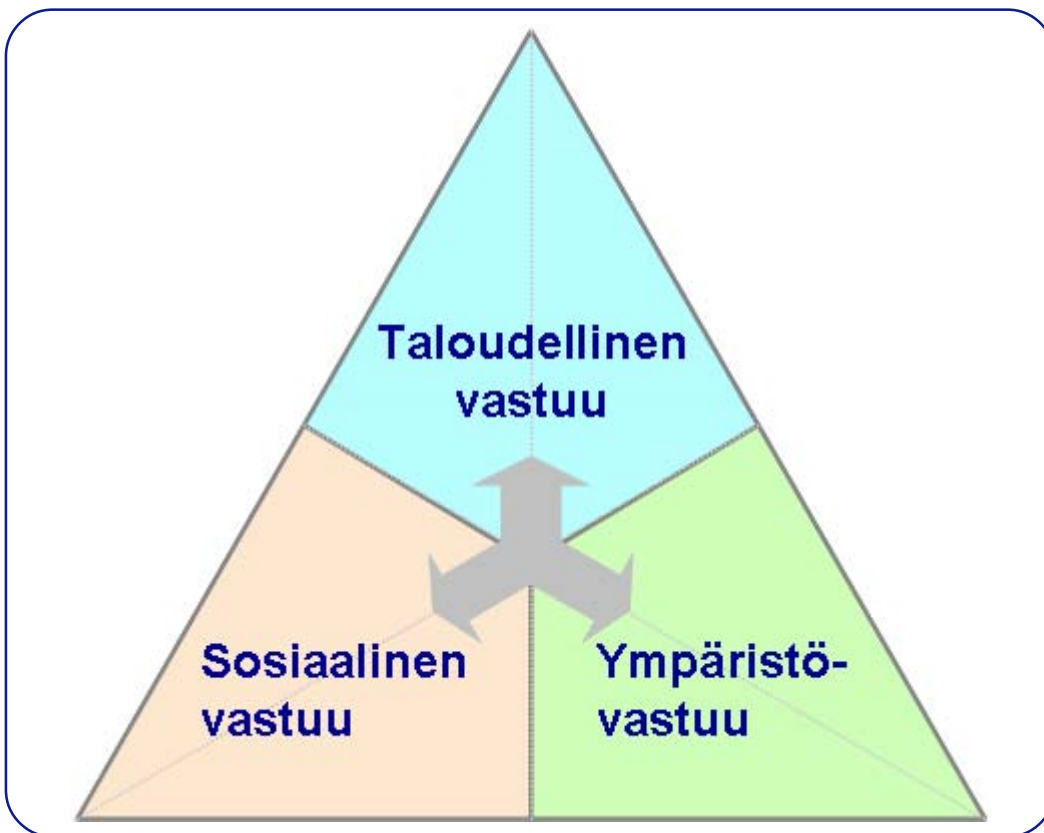 Taloudellinen
vastuu
Sosiaalinen
vastuu
Ympäristö-
vastuu